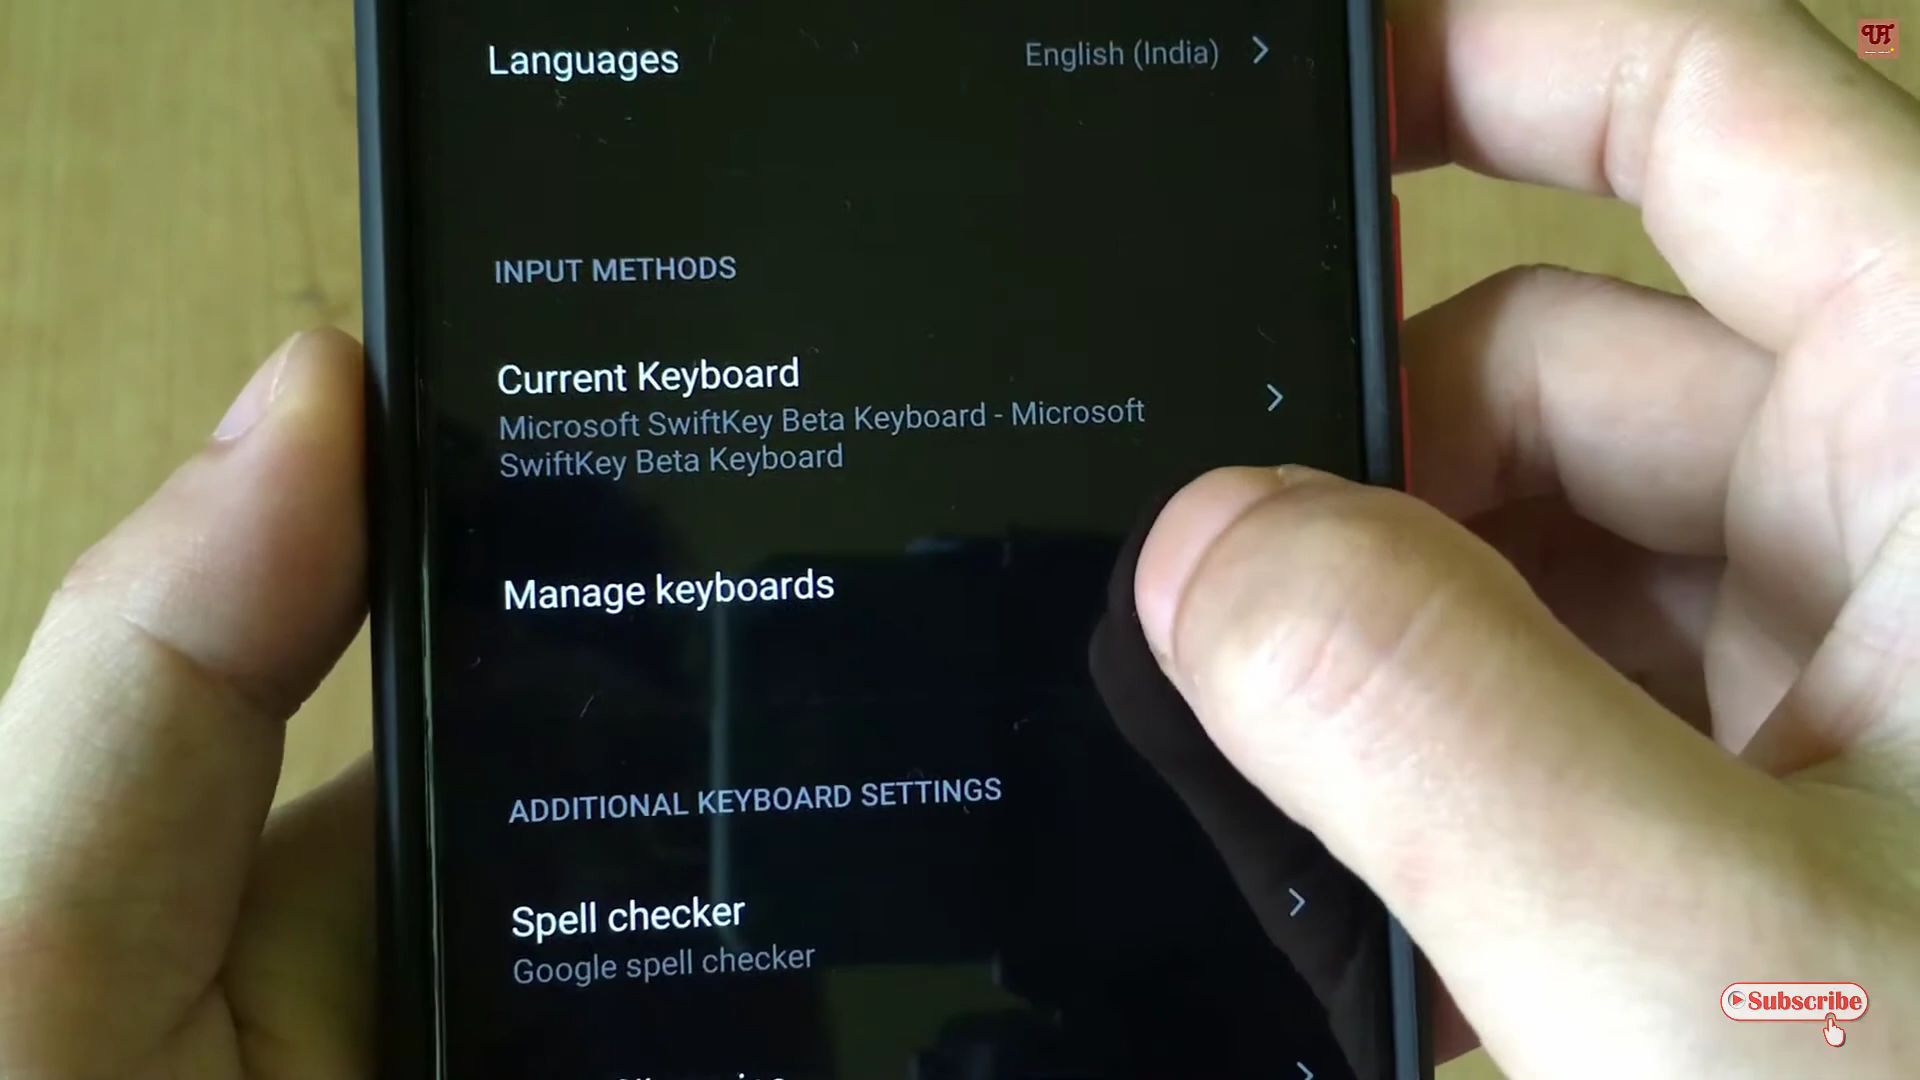 Languages
English (India)
INPUT METHODS
Current Keyboard
Microsoft SwiftKey Beta Keyboard - Microsoft
SwiftKey Beta Keyboard
Manage keyboards
ADDITIONAL KEYBOARD SETTINGS
Spell checker
Google spell checker
Subscribe